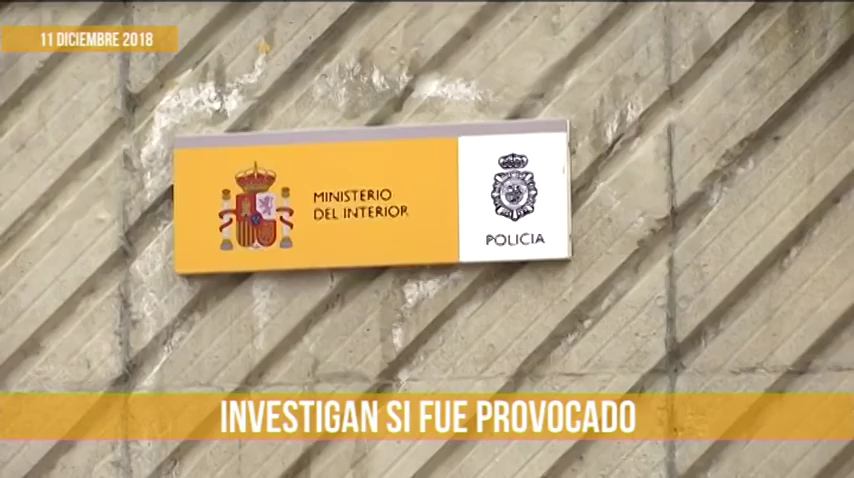 11 DICIEMBRE 2018
MINISTERIO
DEL INTERIOR
POLICIA
INVESTIGAN SI FUE PROVOCADO